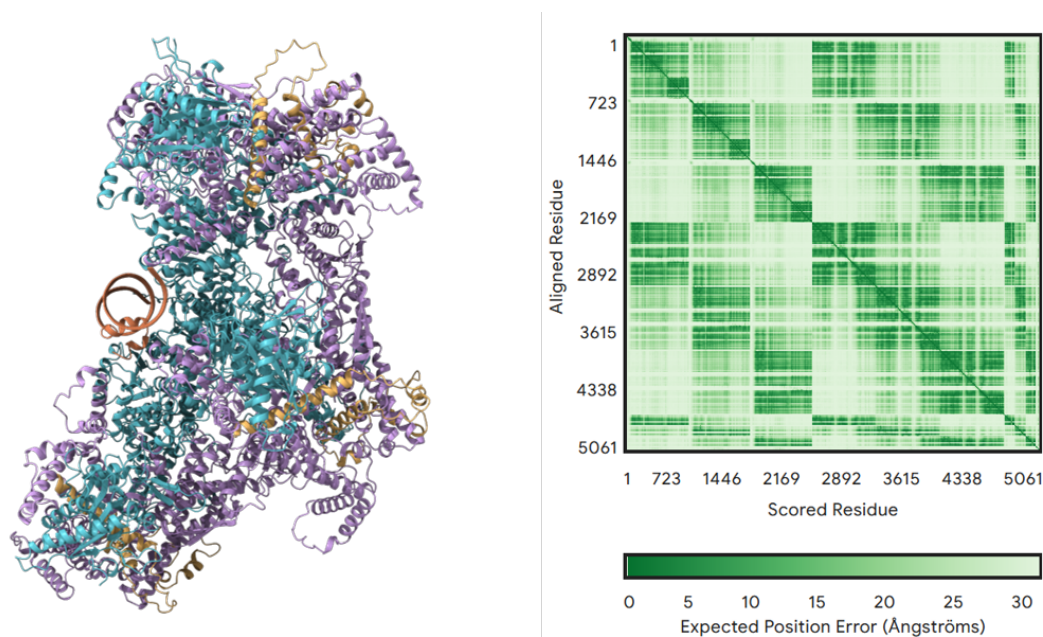 1
723
1446
2169
2892
3615
4338
5061
Aligned Residue
1 723 1446 2169 2892 3615 4338 5061
Scored Residue
0 5 10 15 20 25 30
Expected Position Error (Ångströms)